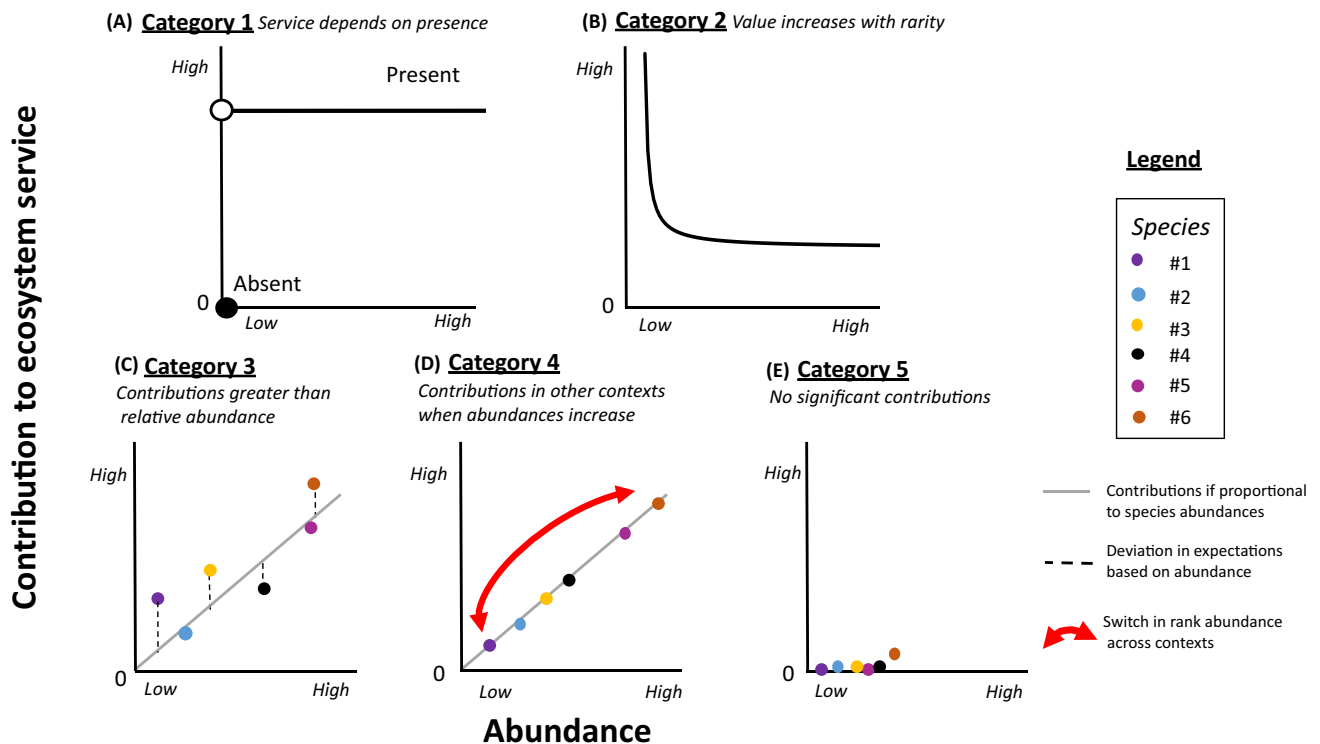 (A) Category 1 Service depends on presence
High
Present
Absent
0
Low
High
(B) Category 2 Value increases with rarity
High
0
Low
High
Contribution to ecosystem service
(C) Category 3
Contributions greater than
relative abundance
High
0
Low
High
(D) Category 4
Contributions in other contexts
when abundances increase
High
0
Low
High
(E) Category 5
No significant contributions
High
0
Low
High
Abundance
Legend
Species
#1
#2
#3
#4
#5
#6
Contributions if proportional
to species abundances
Deviation in expectations
based on abundance
Switch in rank abundance
across contexts